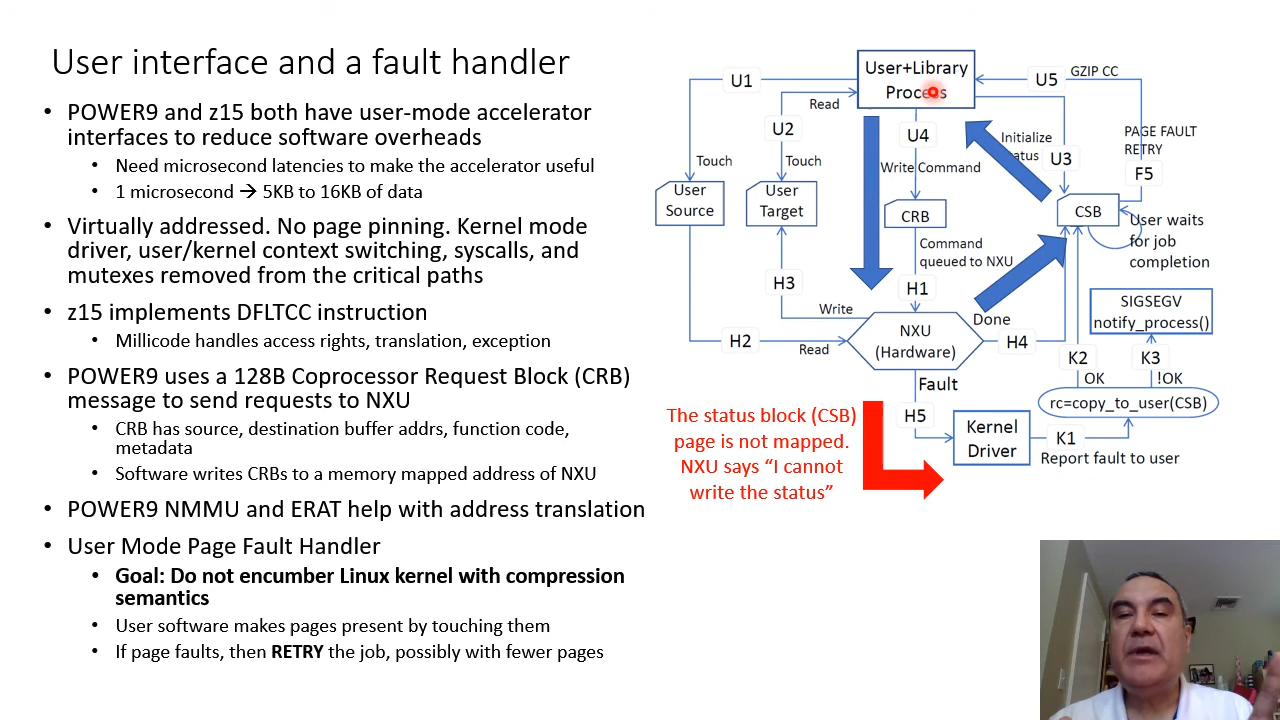 User interface and a fault handler
• POWER9 and z15 both have user-mode accelerator
interfaces to reduce software overheads
• Need microsecond latencies to make the accelerator useful
• 1 microsecond → 5KB to 16KB of data
• Virtually addressed. No page pinning. Kernel mode
driver, user/kernel context switching, syscalls, and
mutexes removed from the critical paths
• z15 implements DFLTCC instruction
• Millicode handles access rights, translation, exception
• POWER9 uses a 128B Coprocessor Request Block (CRB)
message to send requests to NXU
• CRB has source, destination buffer addrs, function code,
metadata
• Software writes CRBs to a memory mapped address of NXU
• POWER9 NMMU and ERAT help with address translation
• User Mode Page Fault Handler
• Goal: Do not encumber Linux kernel with compression
semantics
• User software makes pages present by touching them
• If page faults, then RETRY the job, possibly with fewer pages
User+Library
Process
U1
Read
U2
U4
U5
GZIP CC
Initialize
U3
PAGE FAULT
RETRY
F5
Touch
Touch
Write Command
User
Source
User
Target
CRB
CSB
User waits
for job
completion
Command
queued to NXU
H3
H1
Write
Done
SIGSEGV
notify_process()
H2
Read
NXU
(Hardware)
H4
K2
K3
OK
!OK
Fault
rc=copy_to_user(CSB)
The status block (CSB)
page is not mapped.
NXU says “I cannot
write the status”
H5
Kernel
Driver
K1
Report fault to user